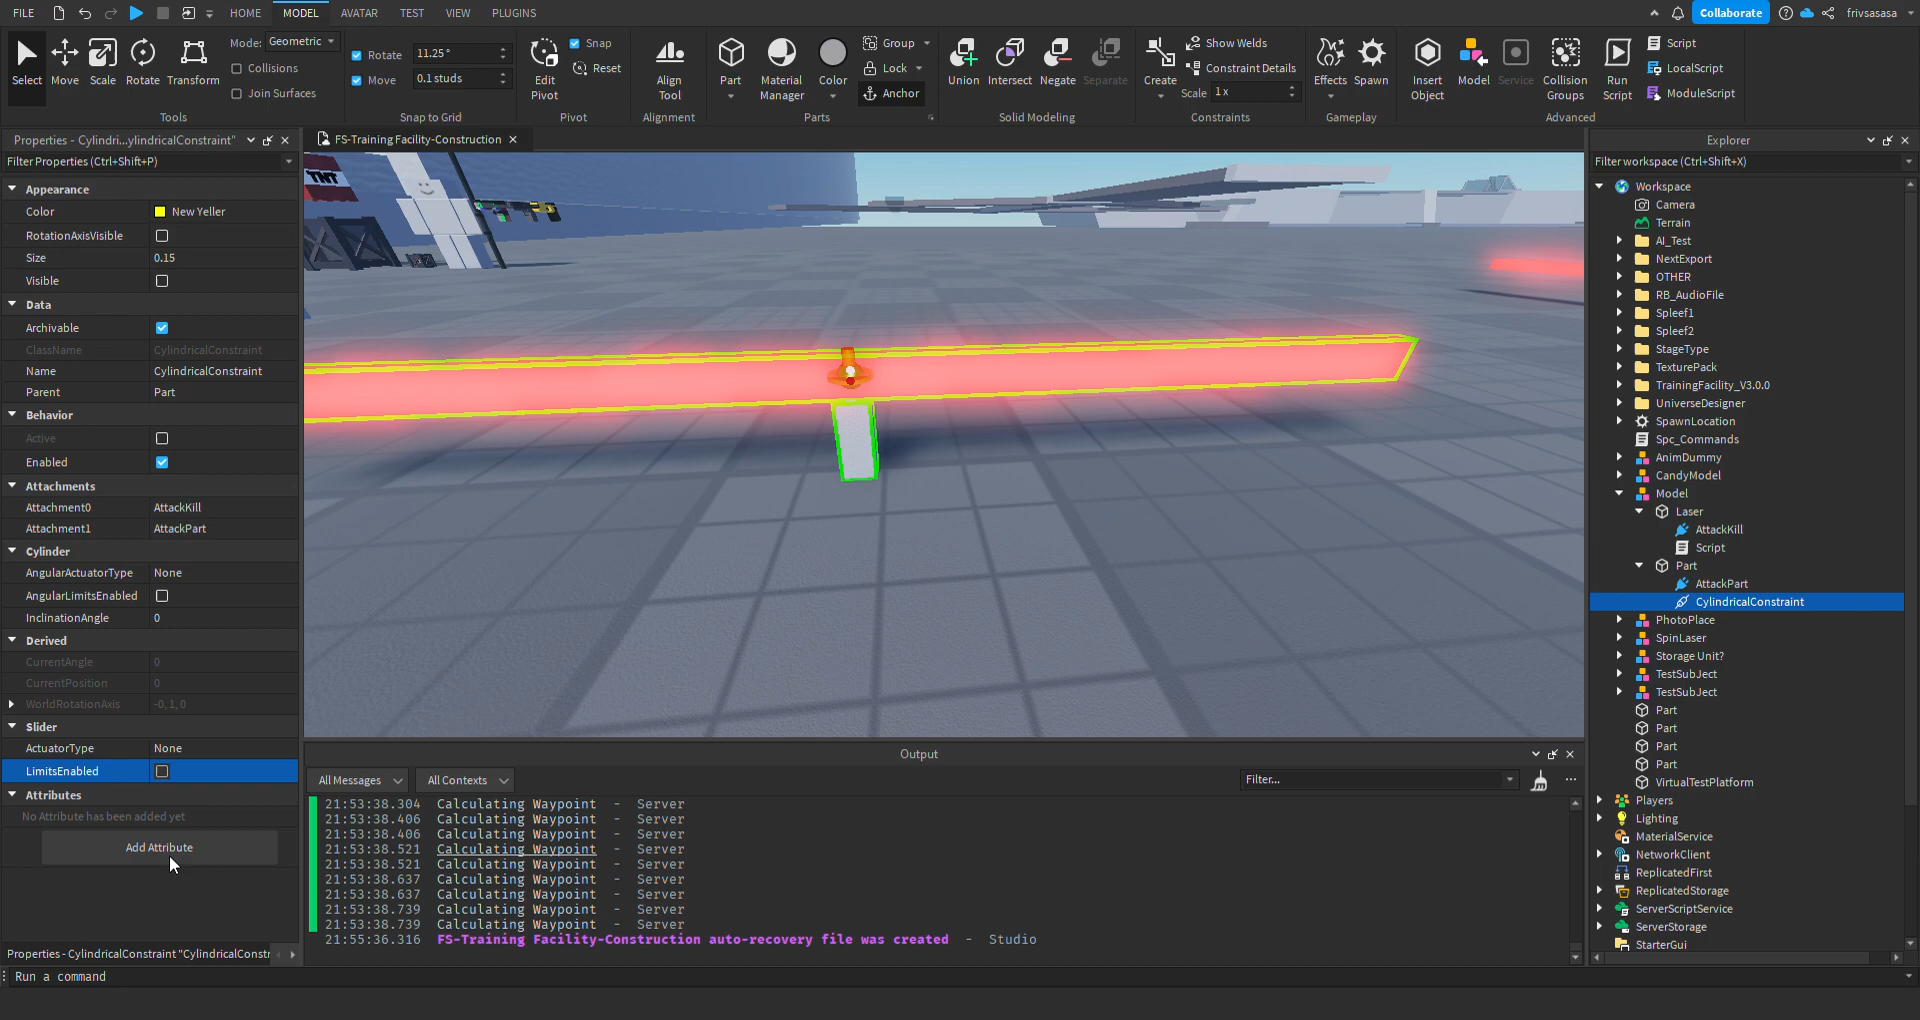 FILE
HOME
MODEL
AVATAR
TEST
VIEW
PLUGINS
Collaborate
frivsasasa
Select
Move
Scale
Rotate
Transform
Mode: Geometric
Collisions
Join Surfaces
Tools
Rotate 11.25 °
Move 0.1 studs
Snap to Grid
Edit
Pivot
Snap
Reset
Pivot
Align
Tool
Alignment
Part
Material
Manager
Color
Group
Lock
Anchor
Parts
Union
Intersect
Negate
Separate
Solid Modeling
Create
Show Welds
Constraint Details
Scale 1 x
Constraints
Effects
Spawn
Gameplay
Insert
Object
Model
Service
Collision
Groups
Run
Script
Script
LocalScript
ModuleScript
Advanced
Properties - Cylindri...ylindricalConstraint"
Filter Properties (Ctrl+Shift+P)
Appearance
Color New Yeller
RotationAxisVisible
Size 0.15
Visible
Data
Archivable
ClassName CylindricalConstraint
Name CylindricalConstraint
Parent Part
Behavior
Active
Enabled
Attachments
Attachment0 AttackKill
Attachment1 AttackPart
Cylinder
AngularActuatorType None
AngularLimitsEnabled
InclinationAngle 0
Derived
CurrentAngle 0
CurrentPosition 0
WorldRotationAxis -0, 1, 0
Slider
ActuatorType None
LimitsEnabled
Attributes
No Attribute has been added yet
Add Attribute
Properties - CylindricalConstraint "CylindricalConstr
FS-Training Facility-Construction
TNT
Output
All Messages
All Contexts
Filter...
21:53:38.304 Calculating Waypoint - Server
21:53:38.406 Calculating Waypoint - Server
21:53:38.406 Calculating Waypoint - Server
21:53:38.521 Calculating Waypoint - Server
21:53:38.521 Calculating Waypoint - Server
21:53:38.637 Calculating Waypoint - Server
21:53:38.637 Calculating Waypoint - Server
21:53:38.739 Calculating Waypoint - Server
21:53:38.739 Calculating Waypoint - Server
21:55:36.316 FS-Training Facility-Construction auto-recovery file was created - Studio
Explorer
Filter workspace (Ctrl+Shift+X)
Workspace
Camera
Terrain
AI_Test
NextExport
OTHER
RB_AudioFile
Spleef1
Spleef2
StageType
TexturePack
TrainingFacility_V3.0.0
UniverseDesigner
SpawnLocation
Spc_Commands
AnimDummy
CandyModel
Model
Laser
AttackKill
Script
Part
AttackPart
CylindricalConstraint
PhotoPlace
SpinLaser
Storage Unit?
TestSubJect
TestSubJect
Part
Part
Part
Part
VirtualTestPlatform
Players
Lighting
MaterialService
NetworkClient
ReplicatedFirst
ReplicatedStorage
ServerScriptService
ServerStorage
StarterGui
Run a command